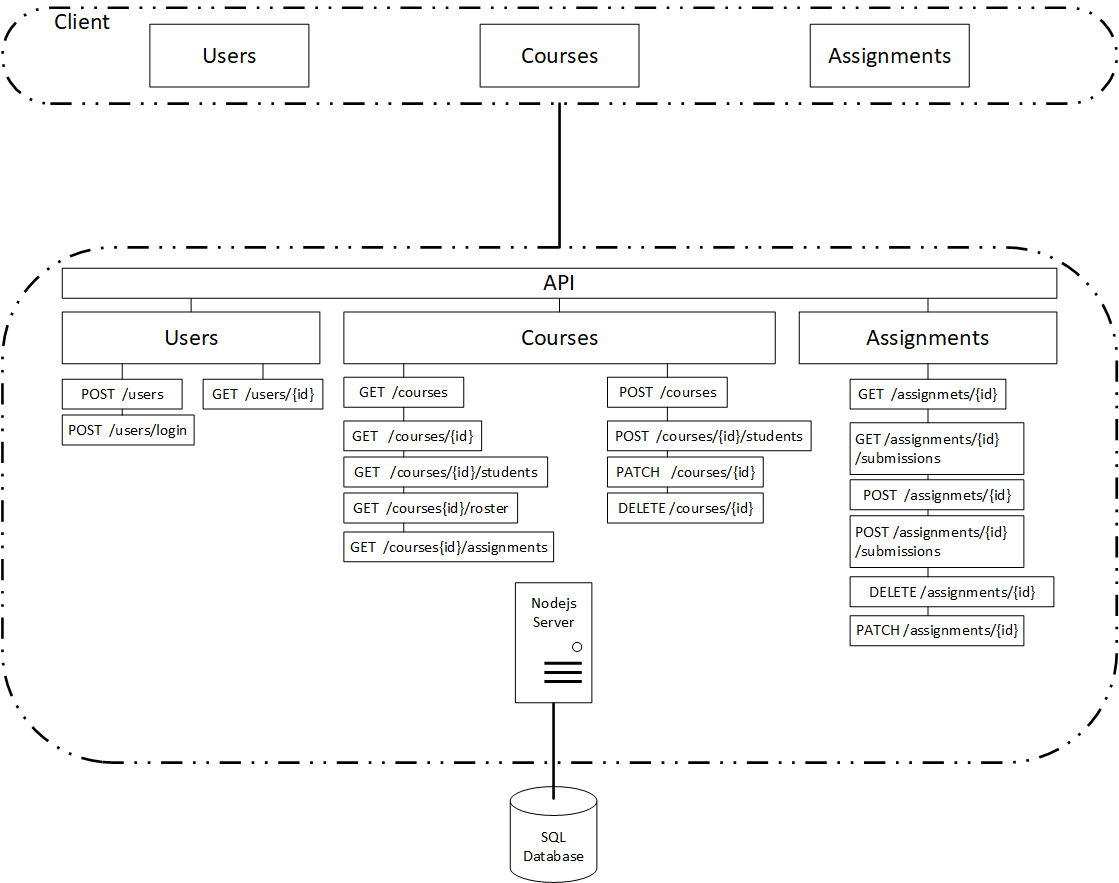 Client
Users
Courses
Assignments
API
Users
Courses
Assignments
POST /users
GET /users/{id}
POST /users/login
GET /courses
GET /courses/{id}
GET /courses/{id}/students
GET /courses{id}/roster
GET /courses{id}/assignments
POST /courses
POST /courses/{id}/students
PATCH /courses/{id}
DELETE /courses/{id}
GET /assignmets/{id}
GET /assignments/{id}
/submissions
POST /assignmets/{id}
POST /assignments/{id}
/submissions
DELETE /assignments/{id}
PATCH /assignments/{id}
Nodejs
Server
SQL
Database